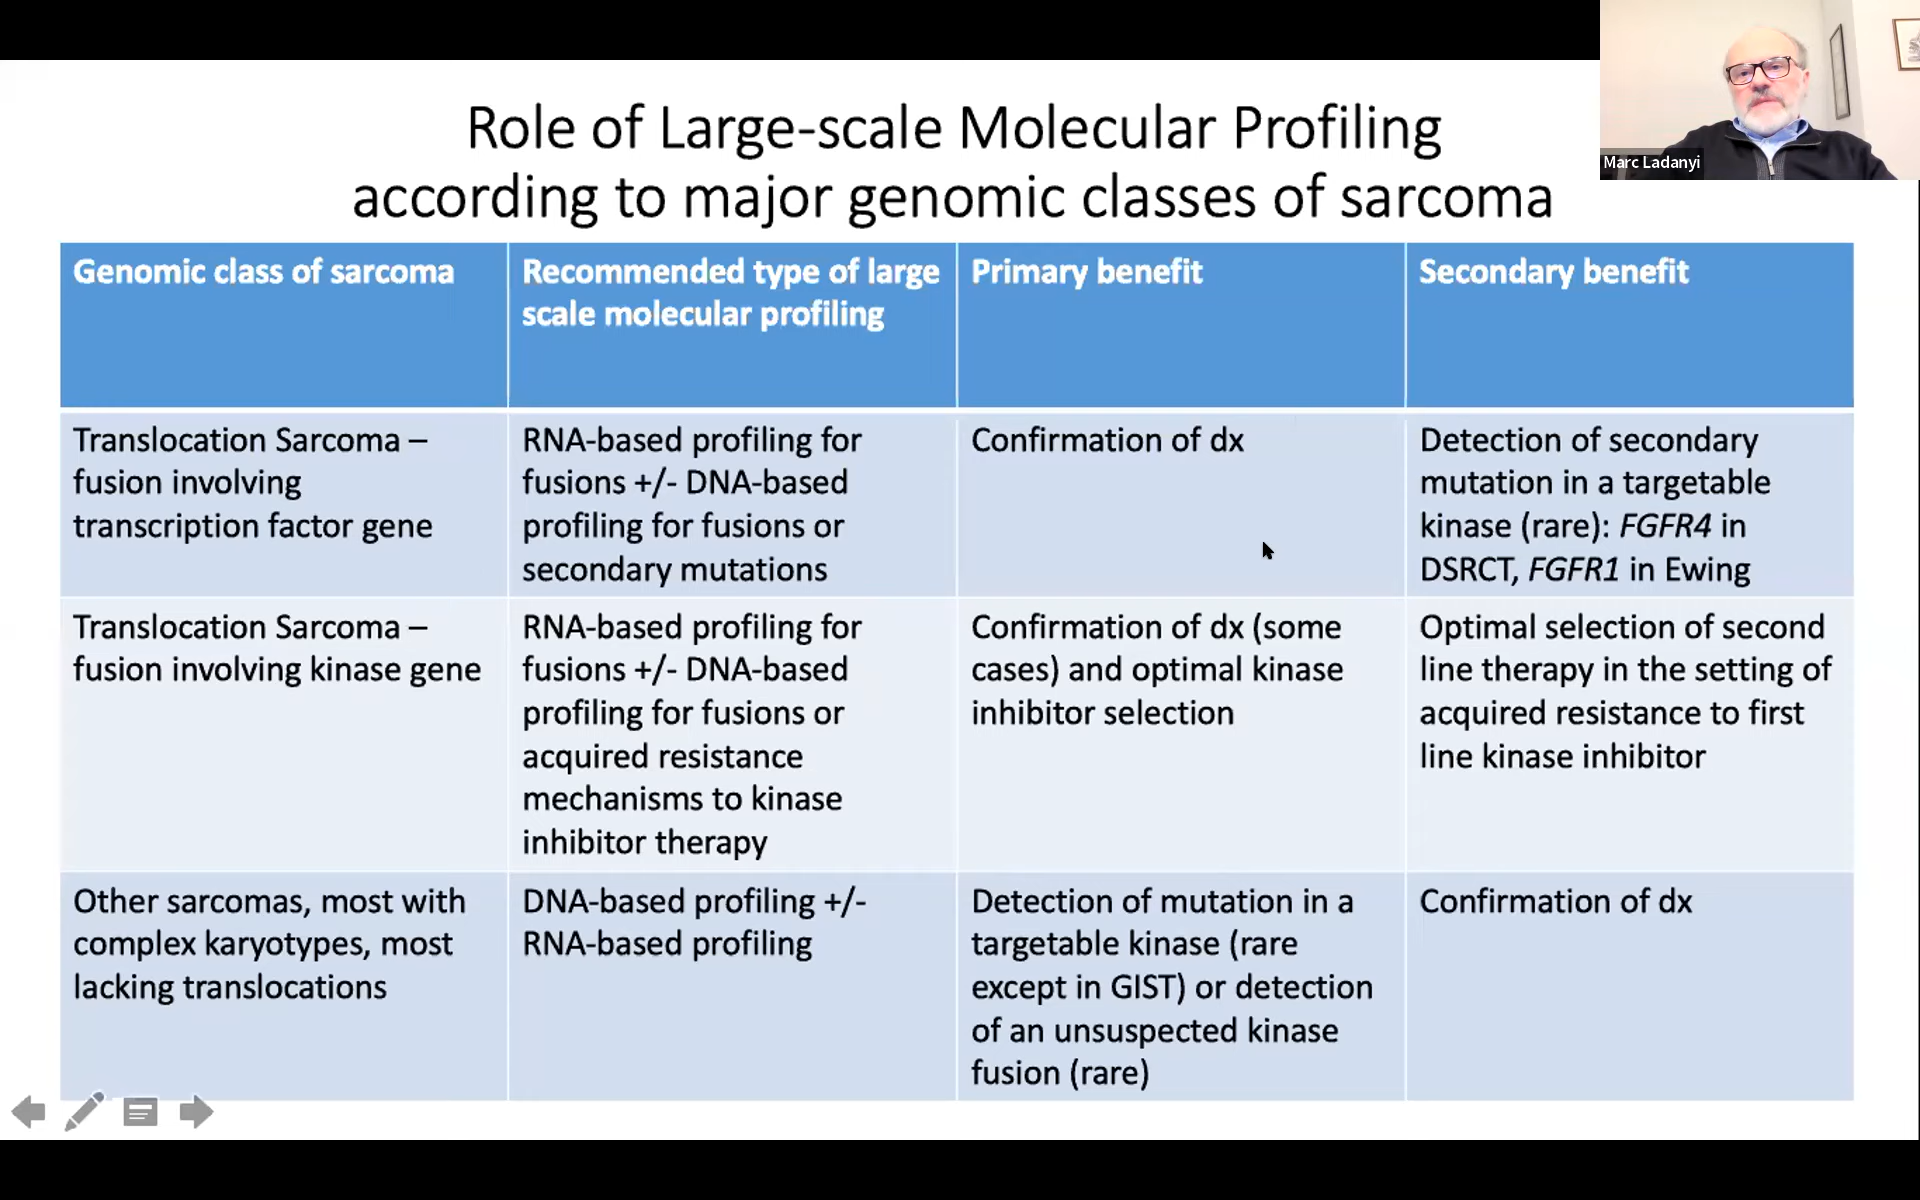 Role of Large-scale Molecular Profiling
according to major genomic classes of sarcoma
Marc Ladanyi
Genomic class of sarcoma
Recommended type of large
scale molecular profiling
Primary benefit
Secondary benefit
Translocation Sarcoma –
fusion involving
transcription factor gene
RNA-based profiling for
fusions +/- DNA-based
profiling for fusions or
secondary mutations
Confirmation of dx
Detection of secondary
mutation in a targetable
kinase (rare): FGFR4 in
DSRCT, FGFR1 in Ewing
Translocation Sarcoma –
fusion involving kinase gene
RNA-based profiling for
fusions +/- DNA-based
profiling for fusions or
acquired resistance
mechanisms to kinase
inhibitor therapy
Confirmation of dx (some
cases) and optimal kinase
inhibitor selection
Optimal selection of second
line therapy in the setting of
acquired resistance to first
line kinase inhibitor
Other sarcomas, most with
complex karyotypes, most
lacking translocations
DNA-based profiling +/-
RNA-based profiling
Detection of mutation in a
targetable kinase (rare
except in GIST) or detection
of an unsuspected kinase
fusion (rare)
Confirmation of dx